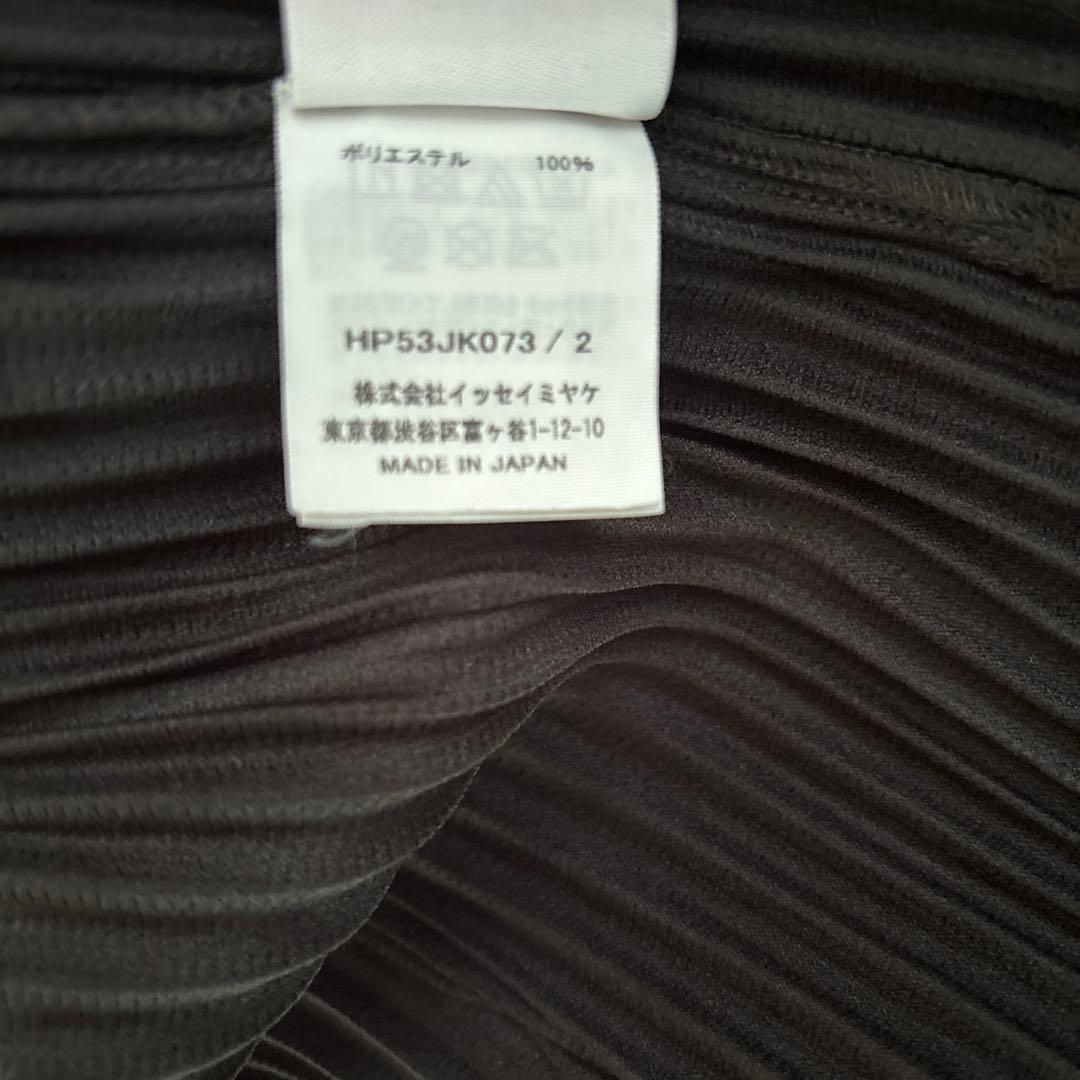 ポリエステル 100%
HP53JK073 / 2
株式会社イッセイミヤケ
東京都渋谷区富ヶ谷1-12-10
MADE IN JAPAN